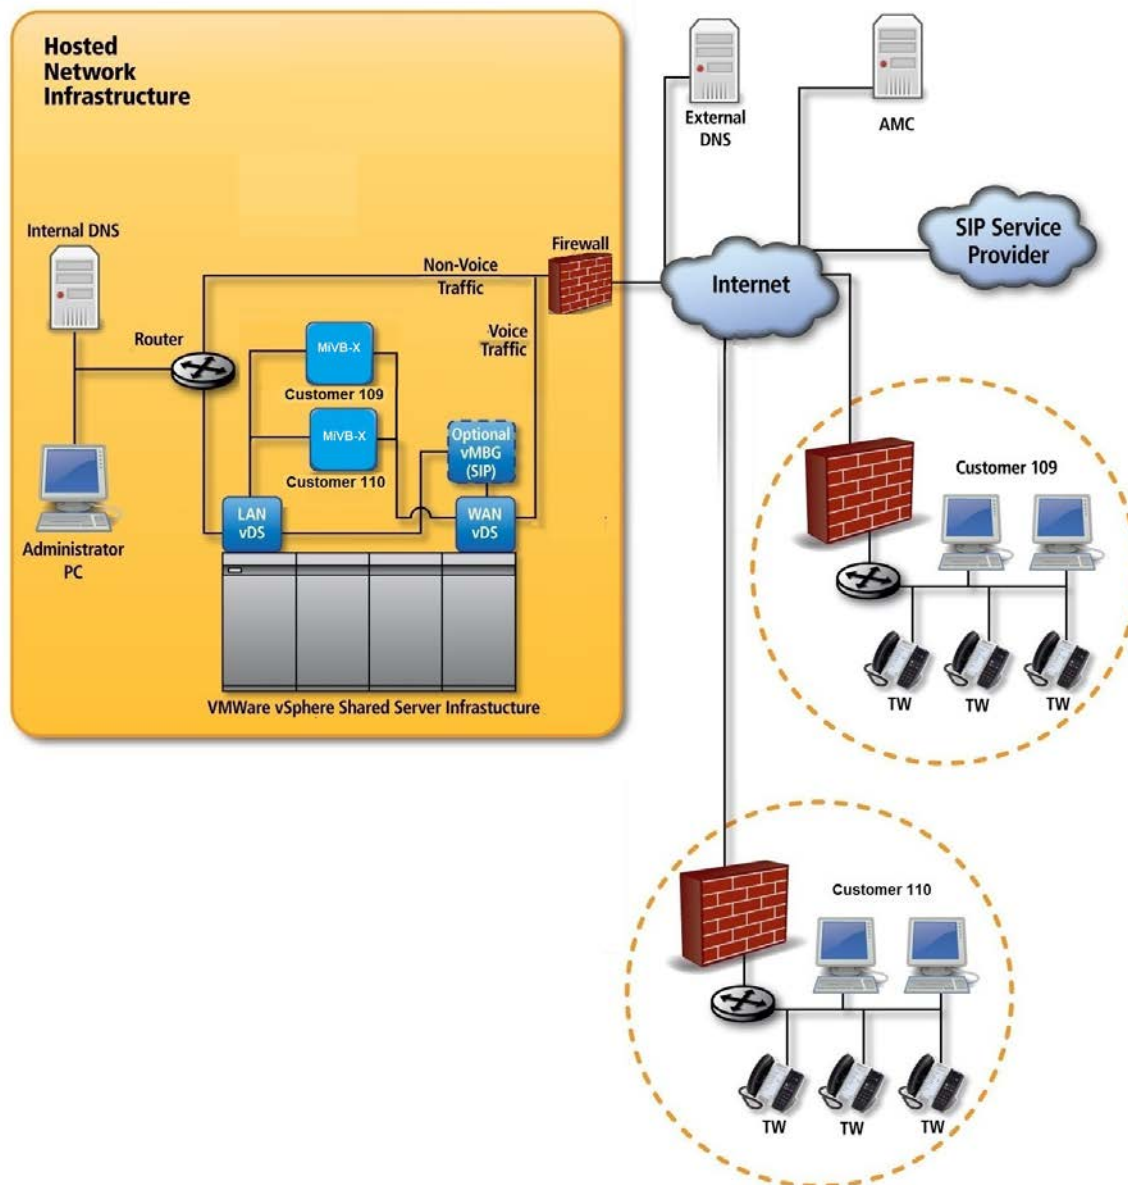 Hosted
Network
Infrastructure
External
DNS
AMC
SIP Service
Provider
Internet
Internal DNS
Firewall
Non-Voice
Traffic
Voice
Traffic
Router
MiVB-X
Customer 109
MiVB-X
Customer 110
Optional
vMBG
(SIP)
LAN
vDS
WAN
vDS
Administrator
PC
VMWare vSphere Shared Server Infrastucture
Customer 109
TW
TW
TW
Customer 110
TW
TW
TW